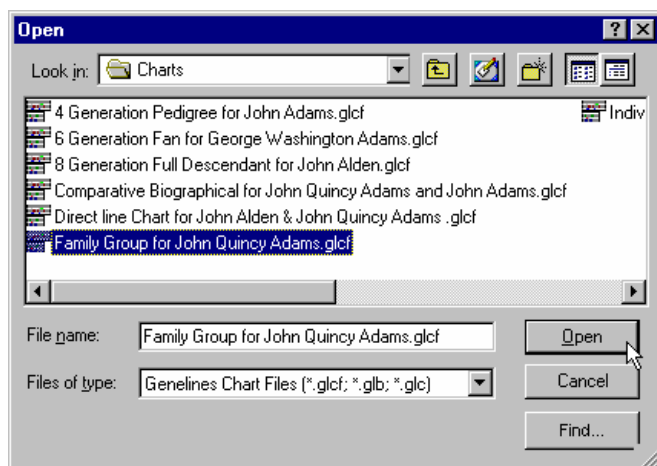 Open
Look in: Charts
4 Generation Pedigree for John Adams.glcf
Indiv
6 Generation Fan for George Washington Adams.glcf
8 Generation Full Descendant for John Alden.glcf
Comparative Biographical for John Quincy Adams and John Adams.glcf
Direct line Chart for John Alden & John Quincy Adams .glcf
Family Group for John Quincy Adams.glcf
File name: Family Group for John Quincy Adams.glcf Open
Files of type: Genelines Chart Files (*.glcf; *.glb; *.glc) Cancel
Find...